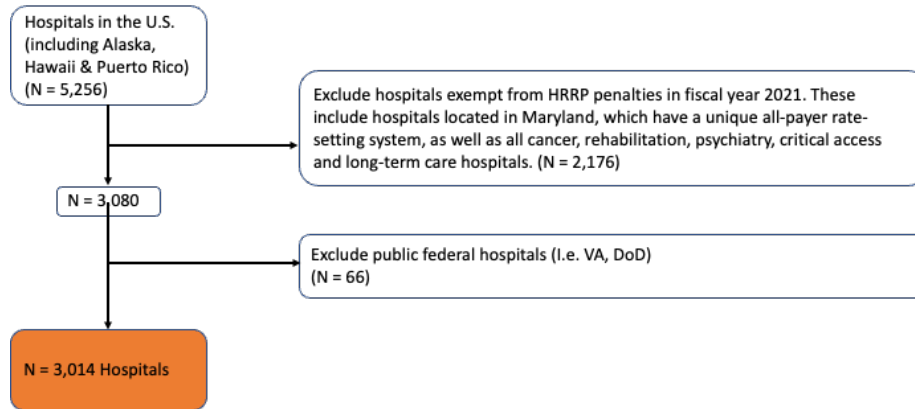 Hospitals in the U.S.
(including Alaska,
Hawaii & Puerto Rico)
(N = 5,256)
Exclude hospitals exempt from HRRP penalties in fiscal year 2021. These
include hospitals located in Maryland, which have a unique all-payer rate-
setting system, as well as all cancer, rehabilitation, psychiatry, critical access
and long-term care hospitals. (N = 2,176)
N = 3,080
Exclude public federal hospitals (I.e. VA, DoD)
(N = 66)
N = 3,014 Hospitals